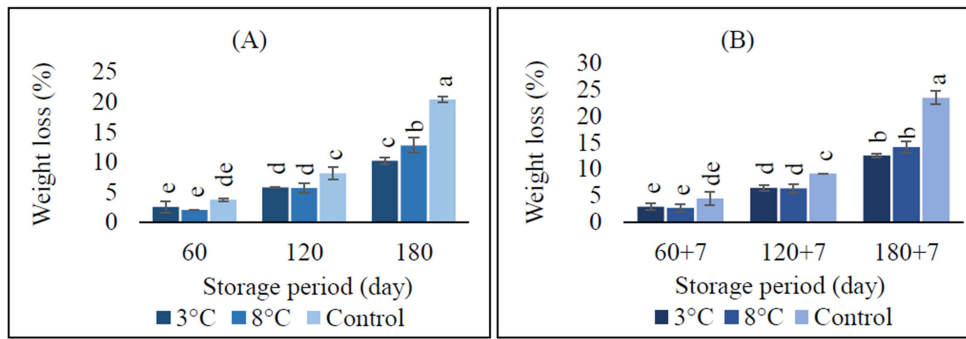 (A)
Weight loss (%)
25
20
15
10
5
0
e e de
d d c
c b a
60 120 180
Storage period (day)
3°C 8°C Control
(B)
Weight loss (%)
30
25
20
15
10
5
0
e e de
d d c
b b a
60+7 120+7 180+7
Storage period (day)
3°C 8°C Control